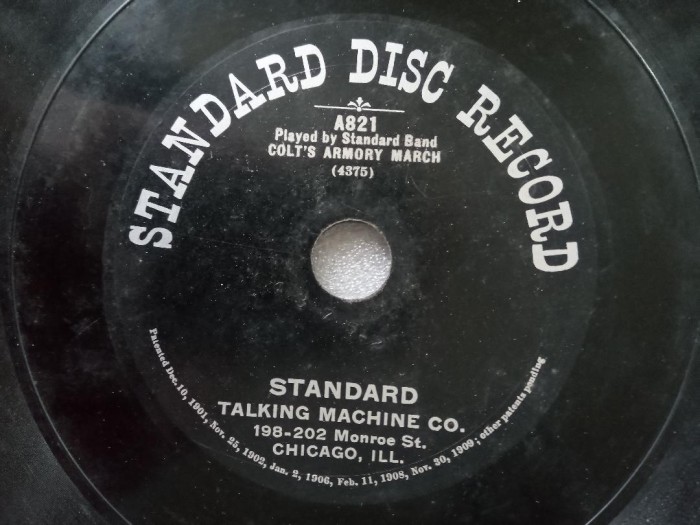 STANDARD DISC RECORD
A821
Played by Standard Band
COLT'S ARMORY MARCH
(4375)
STANDARD
TALKING MACHINE CO.
198-202 Monroe St.
CHICAGO, ILL.
Patented Dec. 10, 1901, Nov. 25, 1902, Jan. 2, 1906, Feb. 11, 1908, Nov. 30, 1909; other patents pending